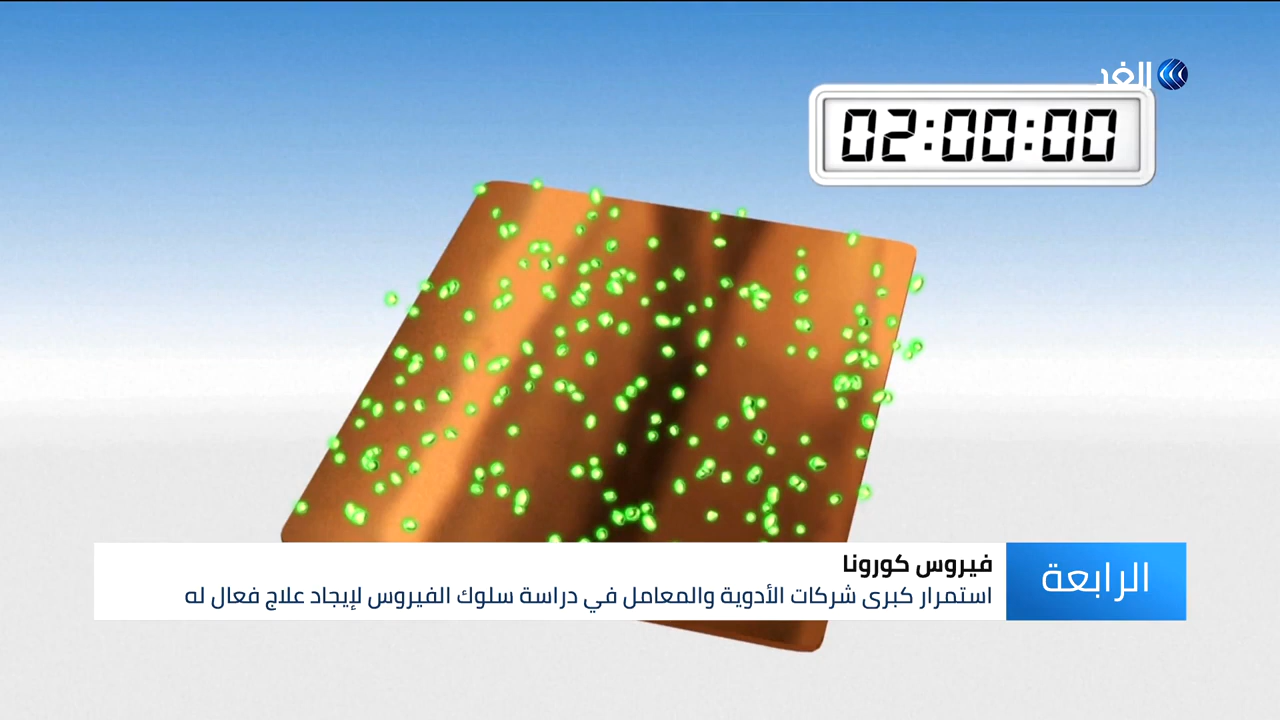 الغد
02:00:00
الرابعة
فيروس كورونا
استمرار كبرى شركات الأدوية والمعامل في دراسة سلوك الفيروس لإيجاد علاج فعال له